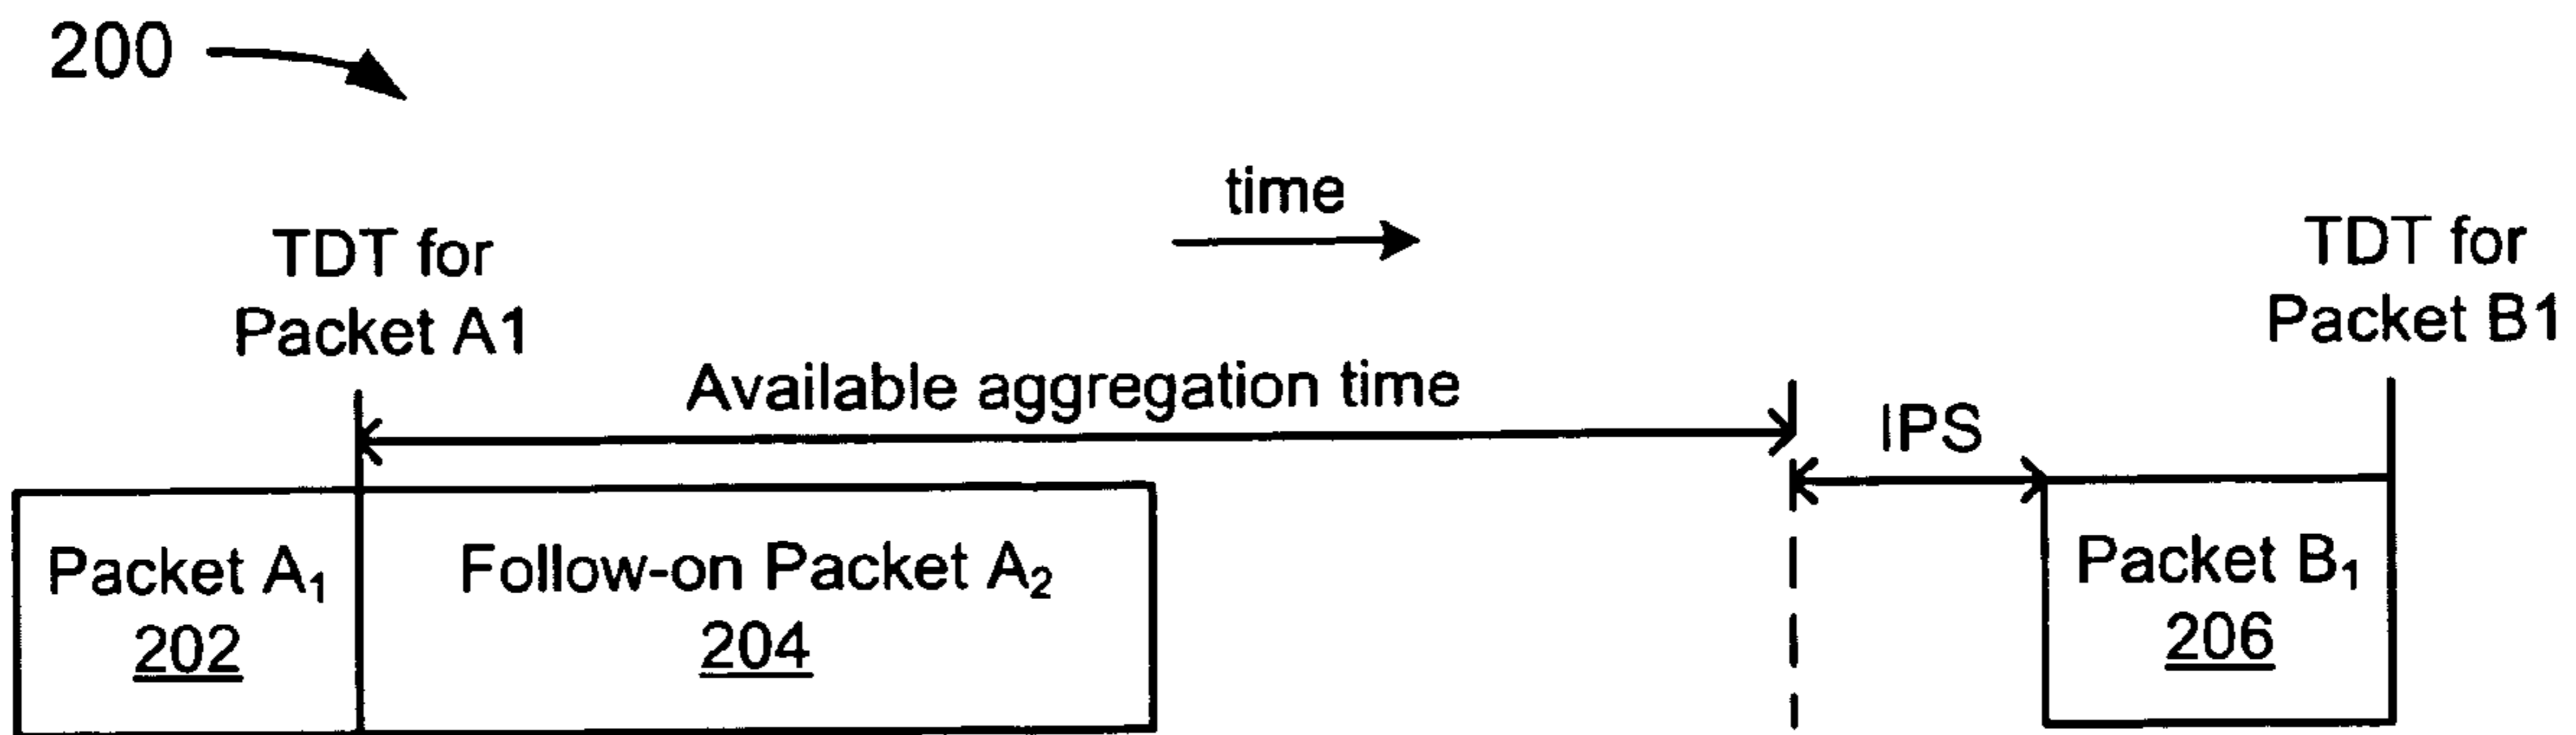 200
time
TDT for
Packet A1
TDT for
Packet B1
Available aggregation time
IPS
Packet A₁
202
Follow-on Packet A₂
204
Packet B₁
206